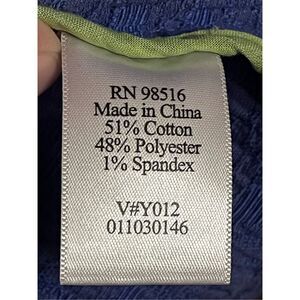 RN 98516
Made in China
51% Cotton
48% Polyester
1% Spandex
V#Y012
011030146